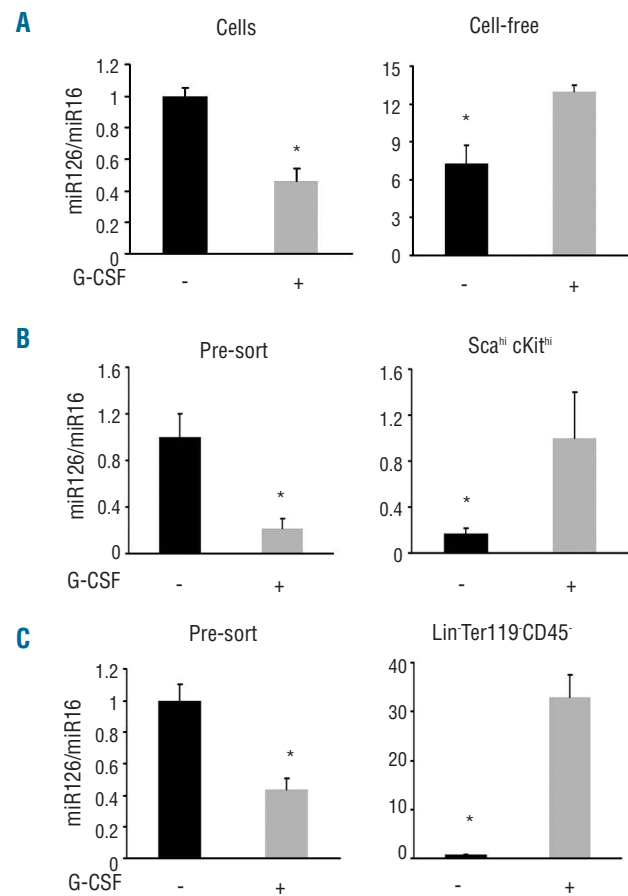 A
Cells
Cell-free
miR126/miR16
1.2
1
0.8
0.6
0.4
0.2
0
15
12
9
6
3
0
*
*
G-CSF - + - +
B
Pre-sort
Scaʰⁱ cKitʰⁱ
miR126/miR16
1.6
1.2
0.8
0.4
0
1.6
1.2
0.8
0.4
0
*
*
G-CSF - + - +
C
Pre-sort
Lin⁻Ter119⁻CD45⁻
miR126/miR16
1.2
1
0.8
0.6
0.4
0.2
0
40
30
20
10
0
*
*
G-CSF - + - +